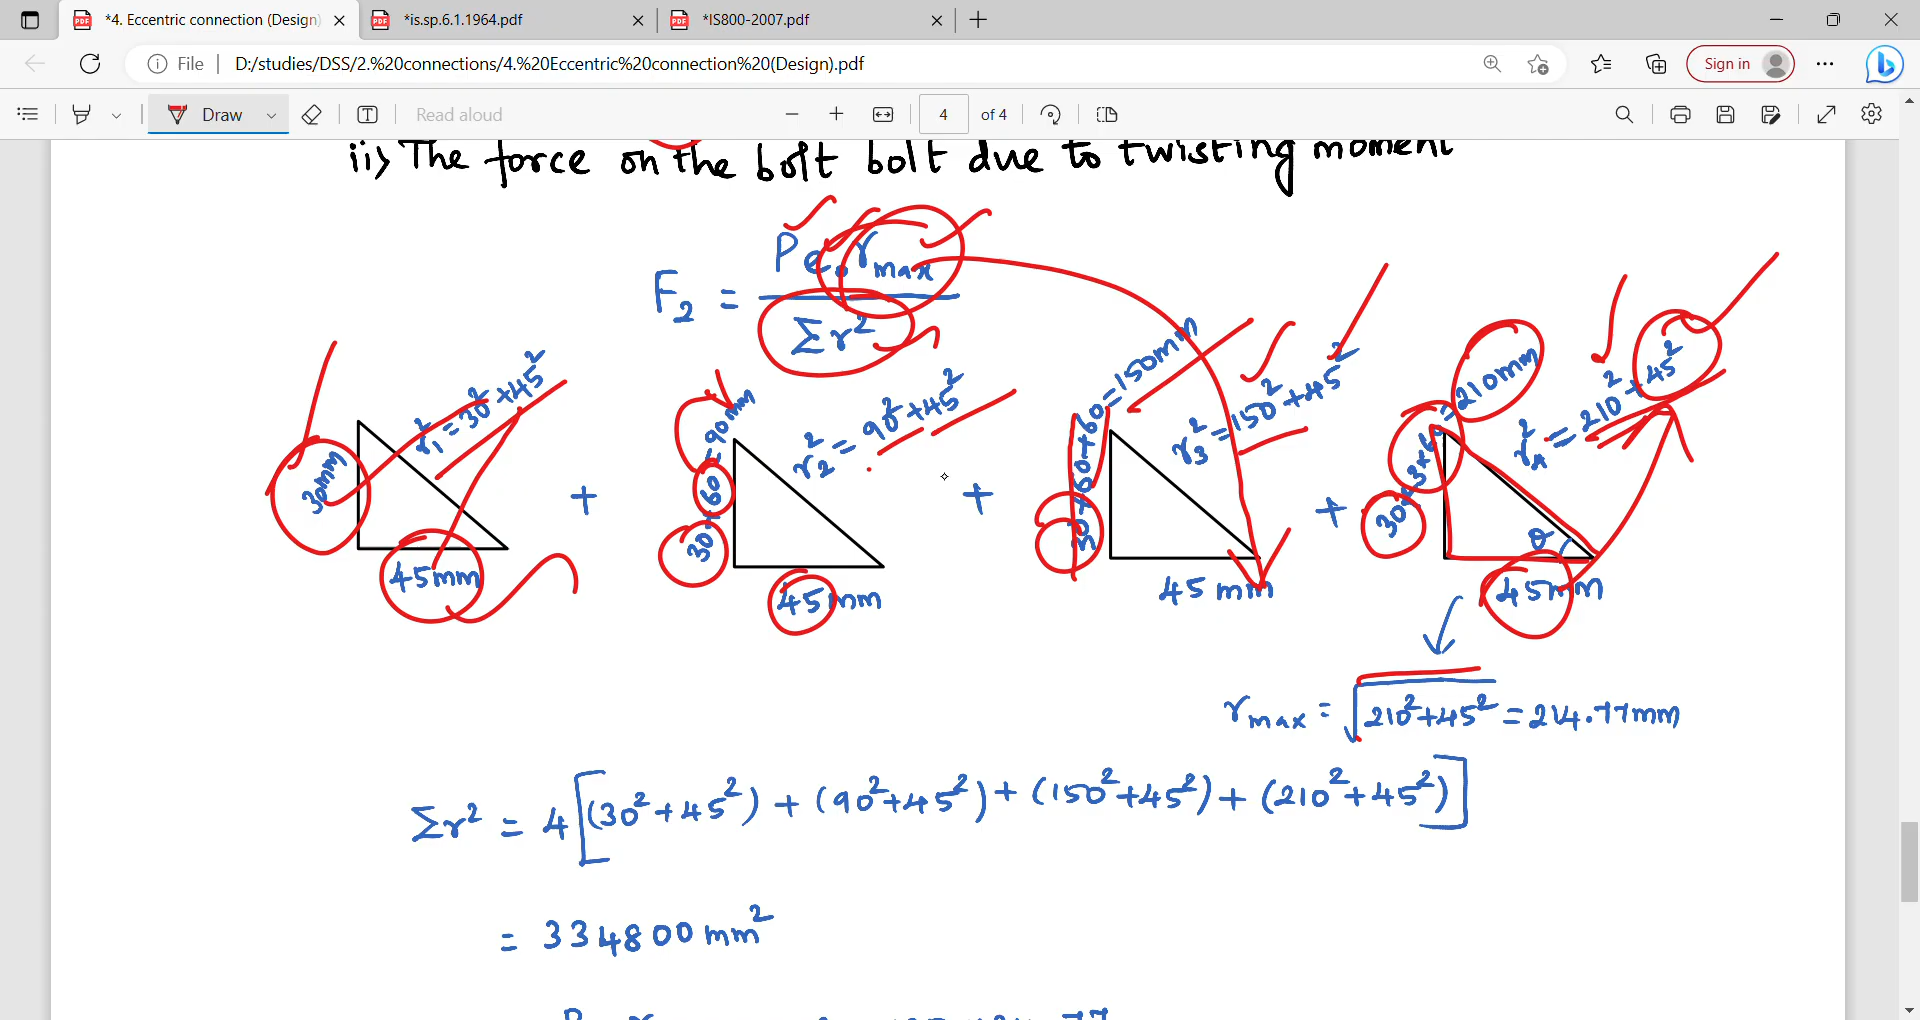 *4. Eccentric connection (Design)
*is.sp.6.1.1964.pdf
*IS800-2007.pdf
File
D:/studies/DSS/2.%20connections/4.%20Eccentric%20connection%20(Design).pdf
Sign in
Draw
Read aloud
4 of 4
ii) The force on the bolt bolt due to twisting moment
F₂ = P e₀ r max / Σr²
30mm
r₁² = 30² + 45²
45mm
+
30+60=90mm
r₂² = 90² + 45²
45mm
+
30+60+60=150mm
r₃² = 150² + 45²
45 mm
+
30+3×60=210mm
r₄² = 210² + 45²
θ
45mm
r max = √210²+45² = 214.77mm
Σr² = 4[(30²+45²) + (90²+45²) + (150²+45²) + (210²+45²)]
= 334800 mm²